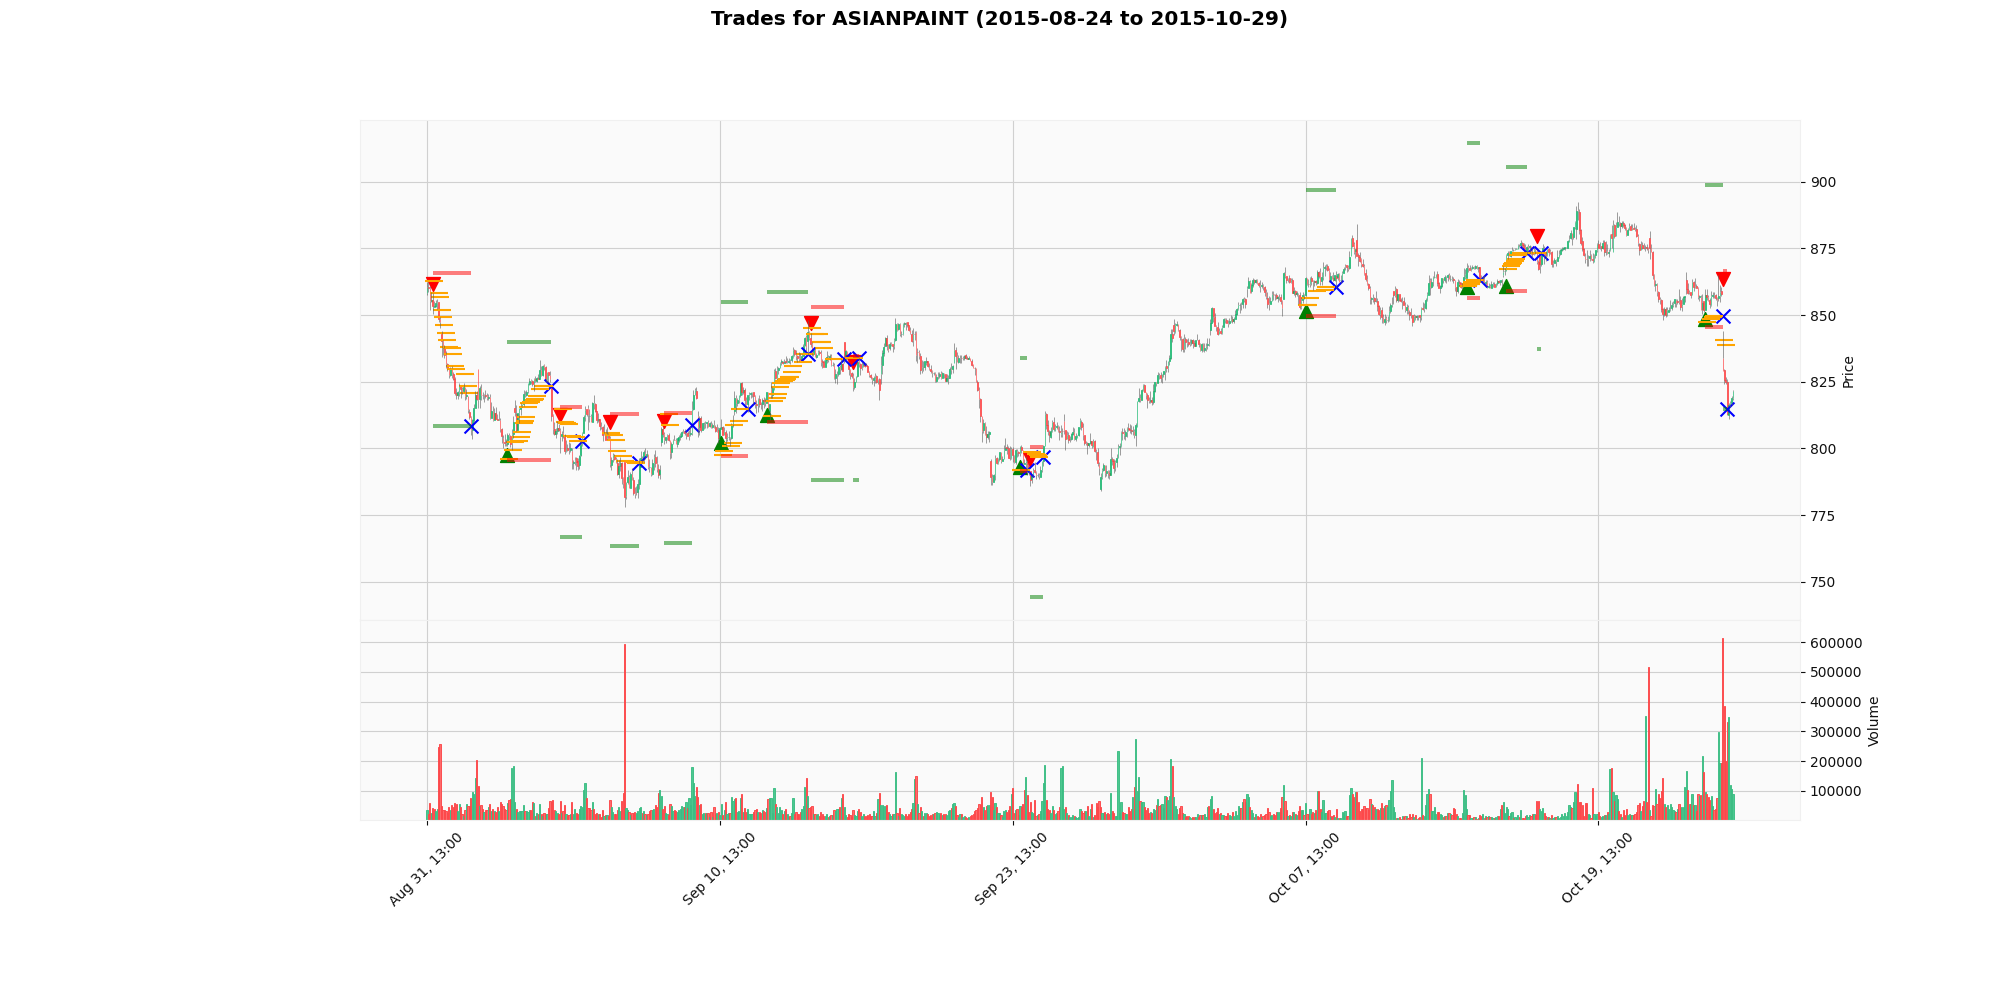 Trades for ASIANPAINT (2015-08-24 to 2015-10-29)
900
875
850
825
800
775
750
Price
600000
500000
400000
300000
200000
100000
Volume
Aug 31, 13:00
Sep 10, 13:00
Sep 23, 13:00
Oct 07, 13:00
Oct 19, 13:00